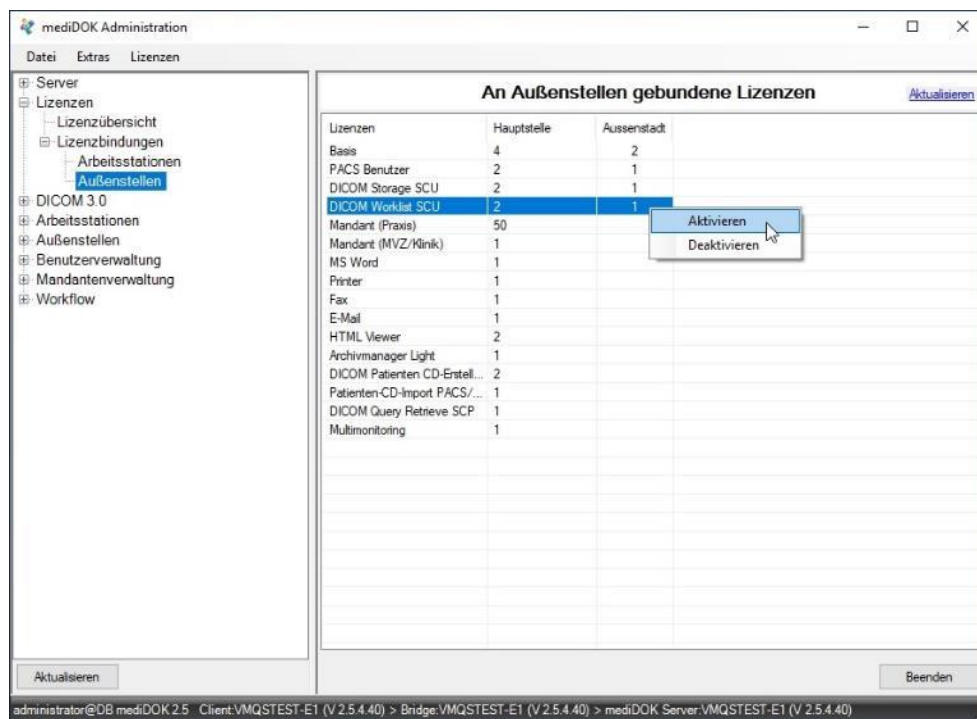 mediDOK Administration
Datei Extras Lizenzen
Server
Lizenzen
Lizenzübersicht
Lizenzbindungen
Arbeitsstationen
Außenstellen
DICOM 3.0
Arbeitsstationen
Außenstellen
Benutzerverwaltung
Mandantenverwaltung
Workflow
Aktualisieren
An Außenstellen gebundene Lizenzen Aktualisieren
Lizenzen Hauptstelle Aussenstadt
Basis 4 2
PACS Benutzer 2 1
DICOM Storage SCU 2 1
DICOM Worklist SCU 2 1
Mandant (Praxis) 50
Mandant (MVZ/Klinik) 1
MS Word 1
Printer 1
Fax 1
E-Mail 1
HTML Viewer 2
Archivmanager Light 1
DICOM Patienten CD-Erstell... 2
Patienten-CD-Import PACS/... 1
DICOM Query Retrieve SCP 1
Multimonitoring 1
Aktivieren
Deaktivieren
Beenden
administrator@DB mediDOK 2.5 Client:VMQSTEST-E1 (V 2.5.4.40) > Bridge:VMQSTEST-E1 (V 2.5.4.40) > mediDOK Server:VMQSTEST-E1 (V 2.5.4.40)